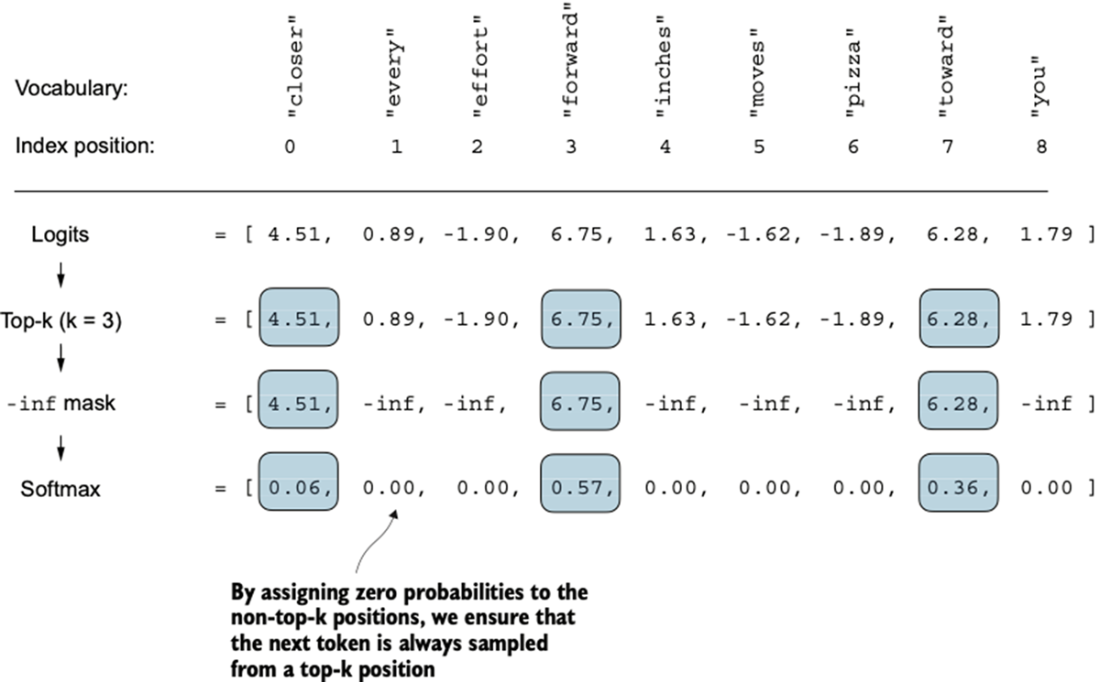 Vocabulary: "closer" "every" "effort" "forward" "inches" "moves" "pizza" "toward" "you"
Index position: 0 1 2 3 4 5 6 7 8
Logits = [ 4.51, 0.89, -1.90, 6.75, 1.63, -1.62, -1.89, 6.28, 1.79 ]
Top-k (k = 3) = [ 4.51, 0.89, -1.90, 6.75, 1.63, -1.62, -1.89, 6.28, 1.79 ]
-inf mask = [ 4.51, -inf, -inf, 6.75, -inf, -inf, -inf, 6.28, -inf ]
Softmax = [ 0.06, 0.00, 0.00, 0.57, 0.00, 0.00, 0.00, 0.36, 0.00 ]
By assigning zero probabilities to the
non-top-k positions, we ensure that
the next token is always sampled
from a top-k position